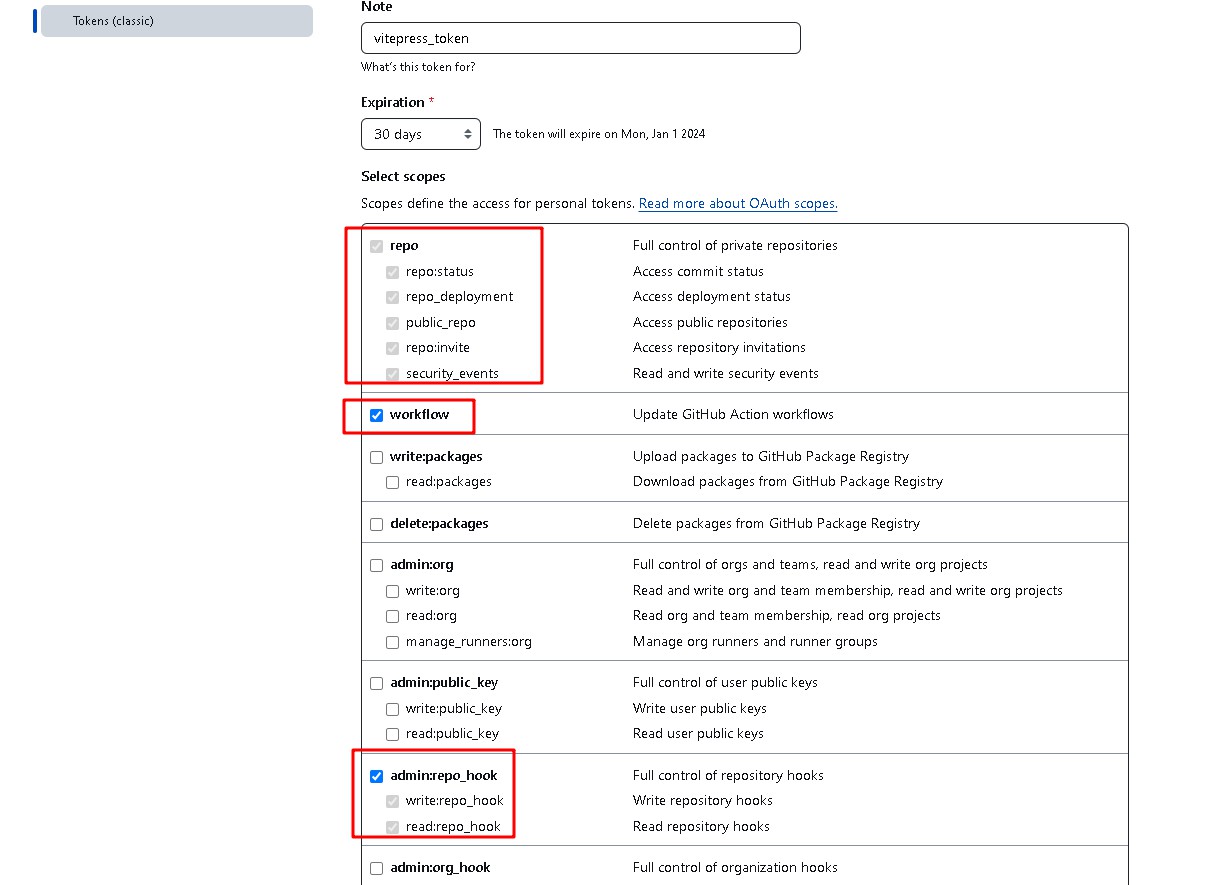 Tokens (classic)
Note
vitepress_token
What's this token for?
Expiration *
30 days The token will expire on Mon, Jan 1 2024
Select scopes
Scopes define the access for personal tokens. Read more about OAuth scopes.
repo Full control of private repositories
repo:status Access commit status
repo_deployment Access deployment status
public_repo Access public repositories
repo:invite Access repository invitations
security_events Read and write security events
workflow Update GitHub Action workflows
write:packages Upload packages to GitHub Package Registry
read:packages Download packages from GitHub Package Registry
delete:packages Delete packages from GitHub Package Registry
admin:org Full control of orgs and teams, read and write org projects
write:org Read and write org and team membership, read and write org projects
read:org Read org and team membership, read org projects
manage_runners:org Manage org runners and runner groups
admin:public_key Full control of user public keys
write:public_key Write user public keys
read:public_key Read user public keys
admin:repo_hook Full control of repository hooks
write:repo_hook Write repository hooks
read:repo_hook Read repository hooks
admin:org_hook Full control of organization hooks